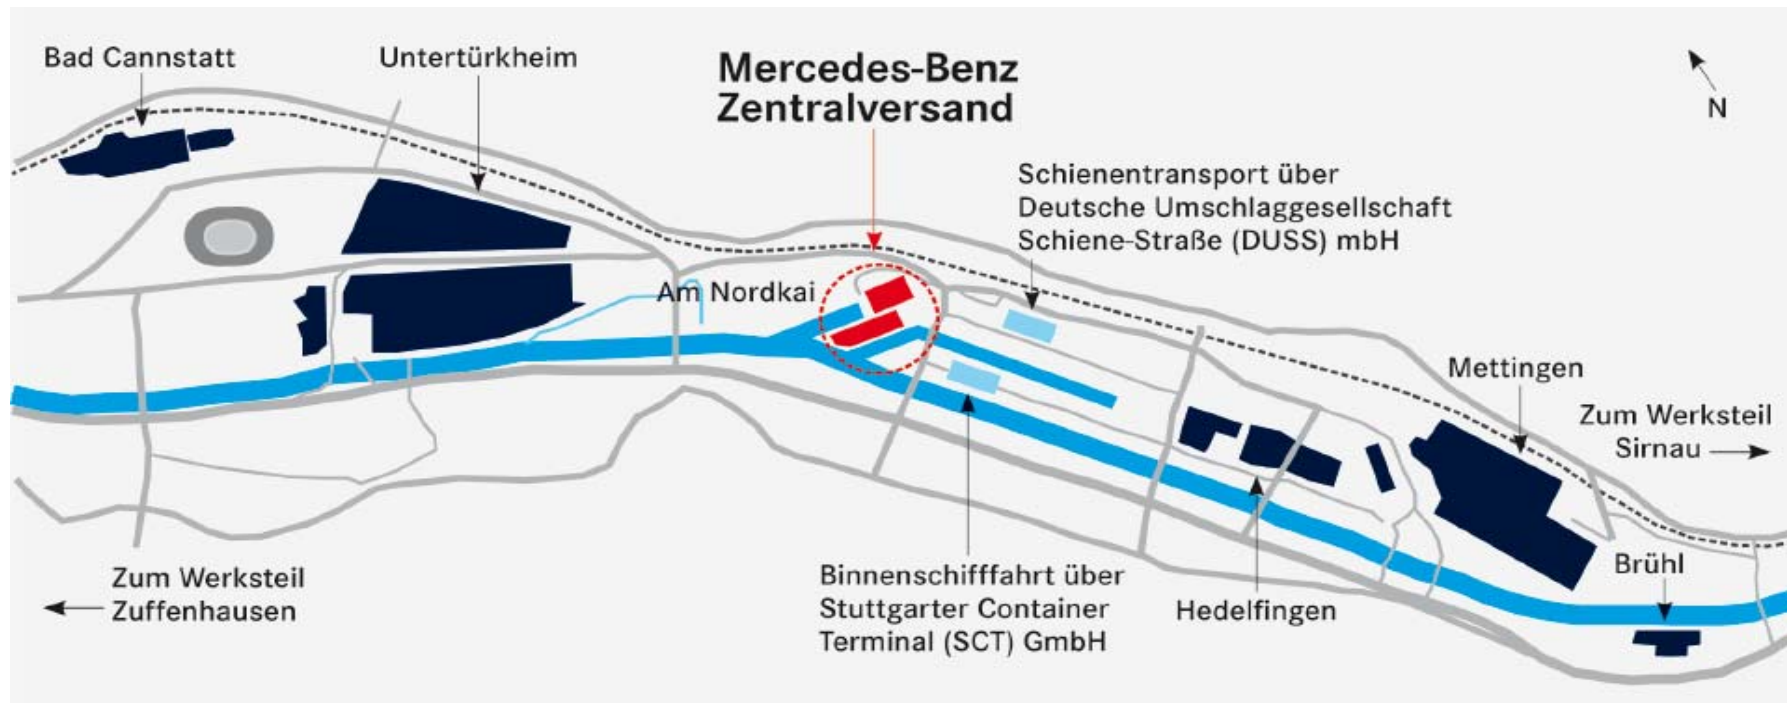 Bad Cannstatt
Untertürkheim
Mercedes-Benz
Zentralversand
N
Schienentransport über
Deutsche Umschlaggesellschaft
Schiene-Straße (DUSS) mbH
Am Nordkai
Mettingen
Zum Werksteil
Sirnau
Zum Werksteil
Zuffenhausen
Binnenschifffahrt über
Stuttgarter Container
Terminal (SCT) GmbH
Hedelfingen
Brühl